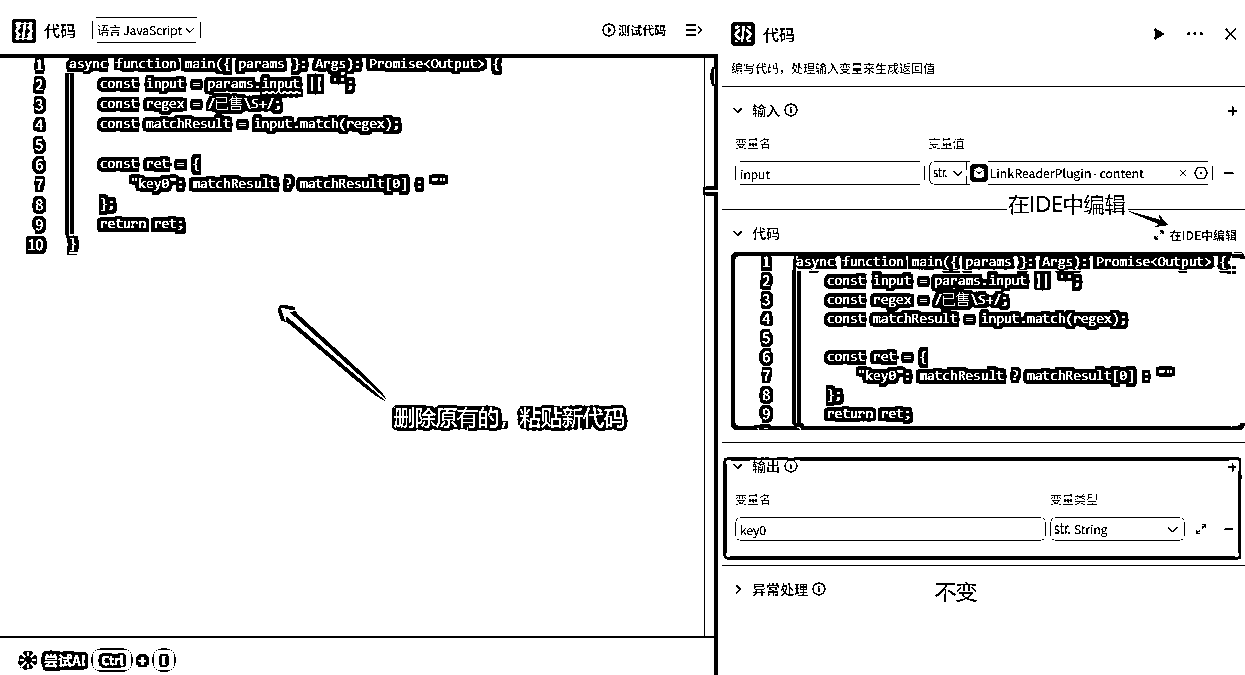 代码 语言 JavaScript 测试代码
1 async function main({ params }: Args): Promise<Output> {
2 const input = params.input || "";
3 const regex = /已售\S+/;
4 const matchResult = input.match(regex);
5
6 const ret = {
7 "key0": matchResult ? matchResult[0] : ""
8 };
9 return ret;
10 }
删除原有的，粘贴新代码
尝试AI Ctrl + I
代码
编写代码，处理输入变量来生成返回值
输入
变量名 变量值
input str. LinkReaderPlugin - content
在IDE中编辑
代码 在IDE中编辑
1 async function main({ params }: Args): Promise<Output> {
2 const input = params.input || "";
3 const regex = /已售\S+/;
4 const matchResult = input.match(regex);
5
6 const ret = {
7 "key0": matchResult ? matchResult[0] : ""
8 };
9 return ret;
输出
变量名 变量类型
key0 str. String
异常处理
不变